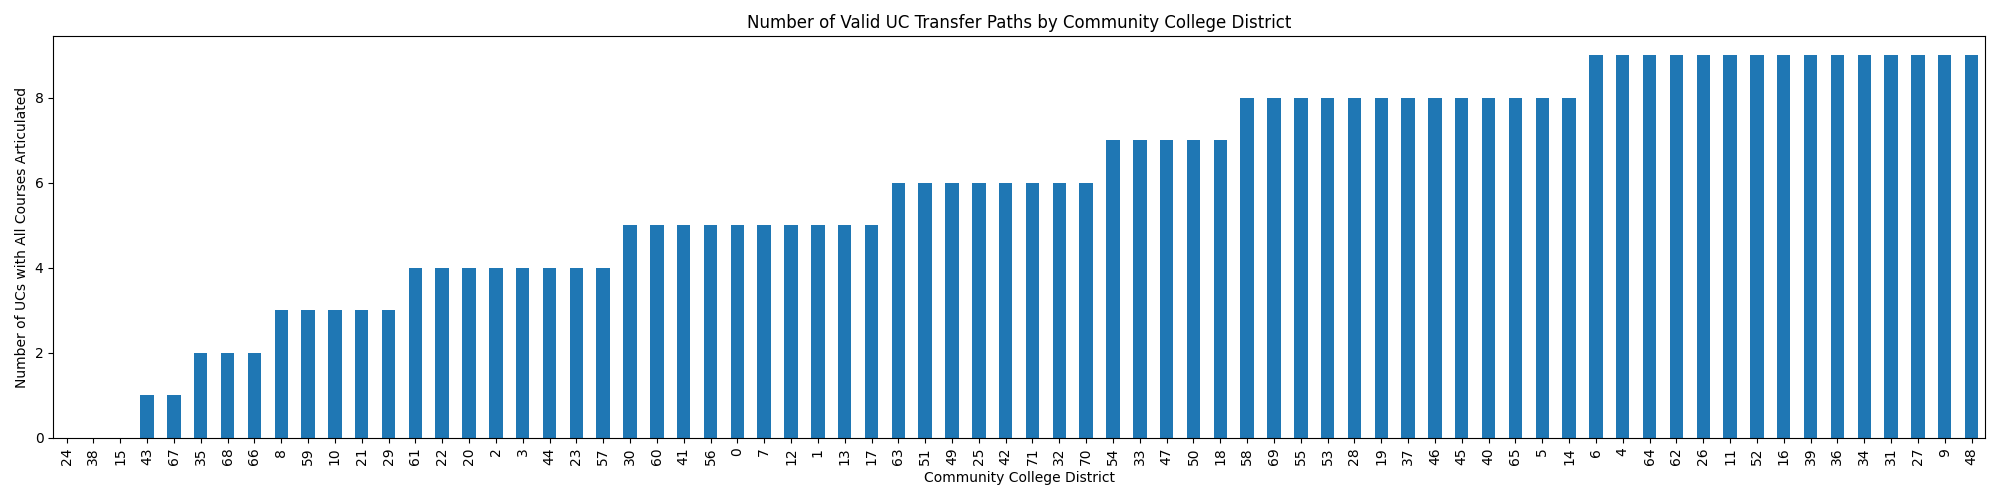 Number of Valid UC Transfer Paths by Community College District
Number of UCs with All Courses Articulated
8
6
4
2
0
24 38 15 43 67 35 68 66 8 59 10 21 29 61 22 20 2 3 44 23 57 30 60 41 56 0 7 12 1 13 17 63 51 49 25 42 71 32 70 54 33 47 50 18 58 69 55 53 28 19 37 46 45 40 65 5 14 6 4 64 62 26 11 52 16 39 36 34 31 27 9 48
Community College District